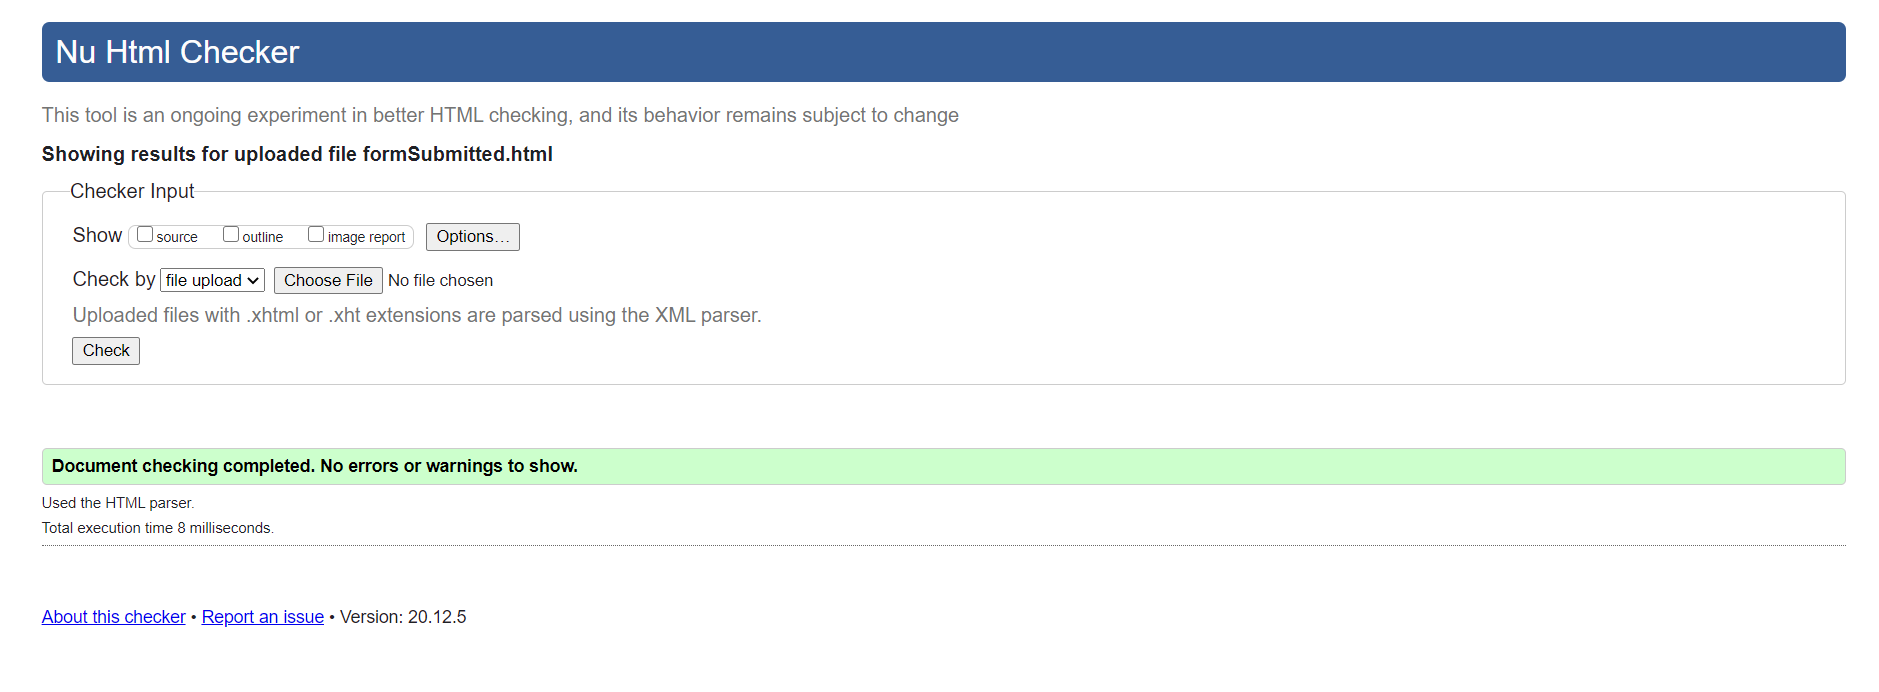 Nu Html Checker
This tool is an ongoing experiment in better HTML checking, and its behavior remains subject to change
Showing results for uploaded file formSubmitted.html
Checker Input
Show source outline image report Options…
Check by file upload Choose File No file chosen
Uploaded files with .xhtml or .xht extensions are parsed using the XML parser.
Check
Document checking completed. No errors or warnings to show.
Used the HTML parser.
Total execution time 8 milliseconds.
About this checker • Report an issue • Version: 20.12.5